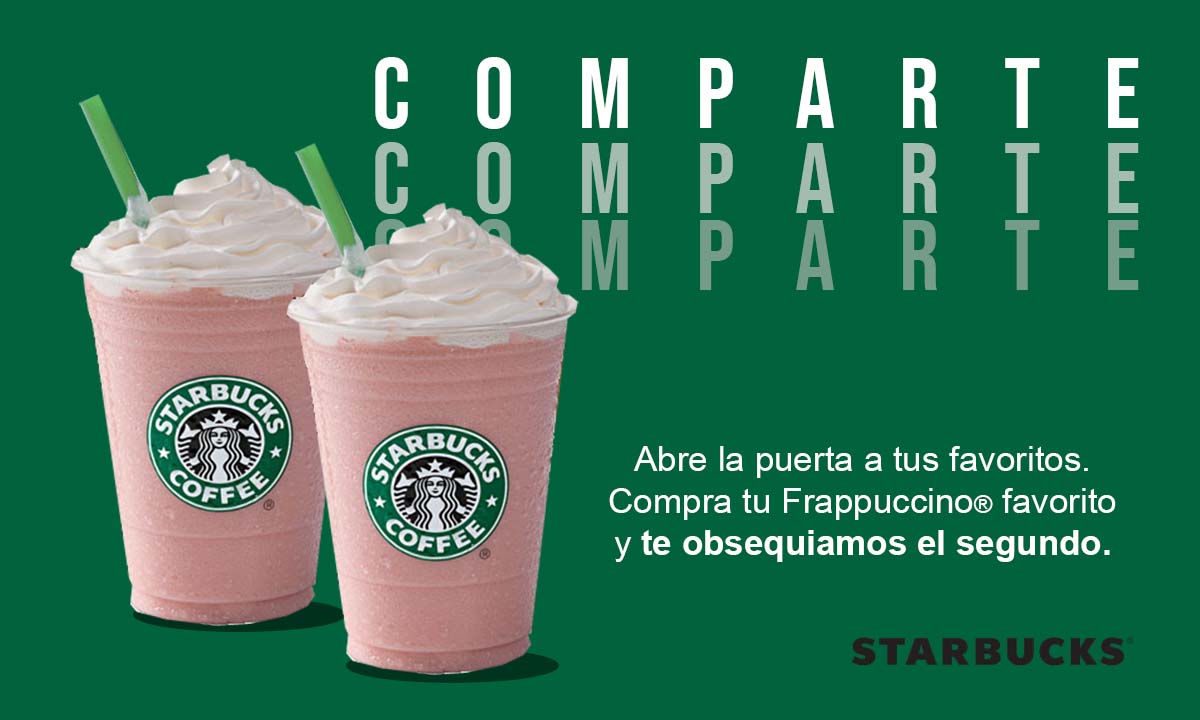 COMPARTE
COMPARTE
COMPARTE
STARBUCKS
COFFEE
®
STARBUCKS
COFFEE
®
Abre la puerta a tus favoritos.
Compra tu Frappuccino® favorito
y te obsequiamos el segundo.
STARBUCKS®